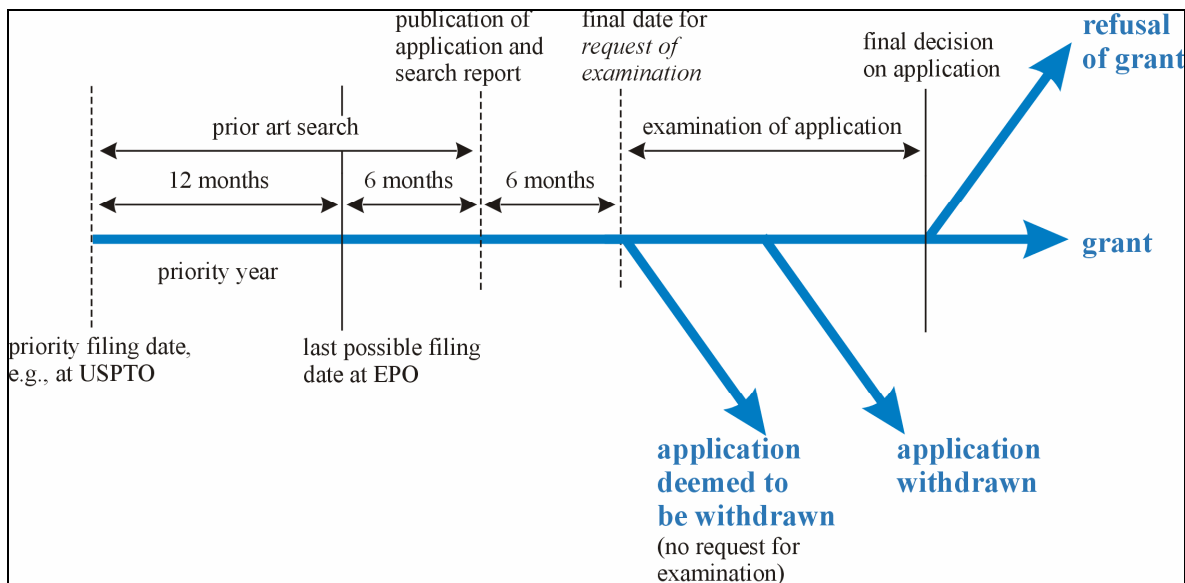 publication of
application and
search report
final date for
request of
examination
final decision
on application
refusal
of grant
prior art search
examination of application
12 months
6 months
6 months
grant
priority year
priority filing date,
e.g., at USPTO
last possible filing
date at EPO
application
deemed to
be withdrawn
(no request for
examination)
application
withdrawn